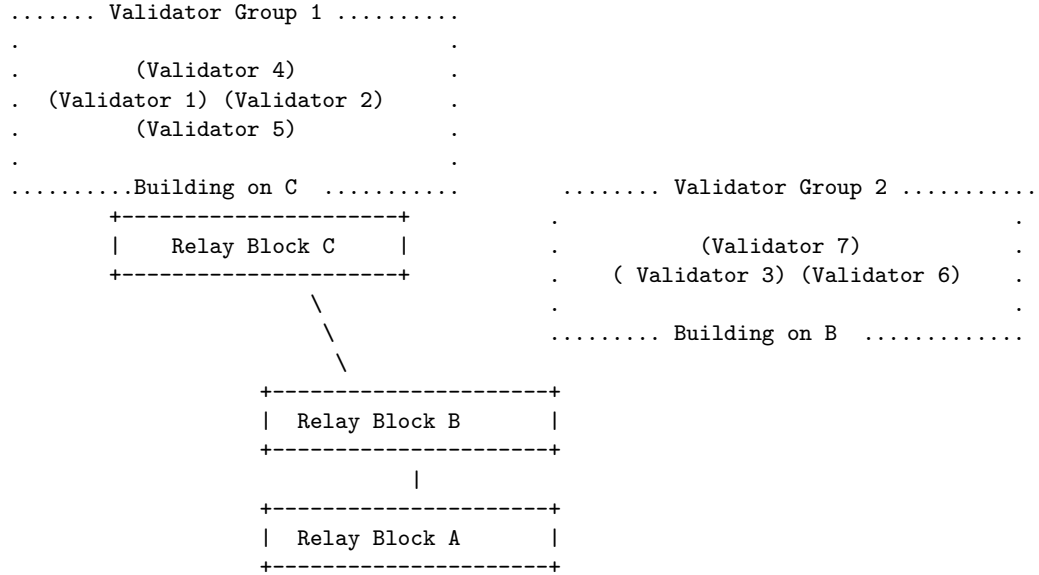 ....... Validator Group 1 ..........
. .
. (Validator 4) .
. (Validator 1) (Validator 2) .
. (Validator 5) .
. .
..........Building on C ........... ........ Validator Group 2 ...........
+----------------------+ . .
| Relay Block C | . (Validator 7) .
+----------------------+ . ( Validator 3) (Validator 6) .
\ . .
\ ......... Building on B .............
\
+----------------------+
| Relay Block B |
+----------------------+
|
+----------------------+
| Relay Block A |
+----------------------+